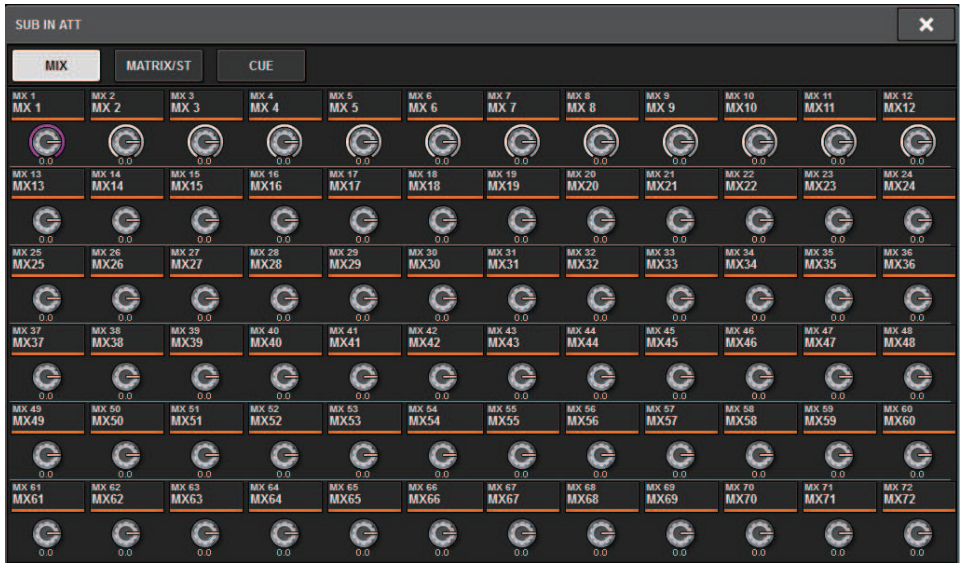 SUB IN ATT
MIX MATRIX/ST CUE
MX 1 MX 2 MX 3 MX 4 MX 5 MX 6 MX 7 MX 8 MX 9 MX 10 MX 11 MX 12
MX 1 MX 2 MX 3 MX 4 MX 5 MX 6 MX 7 MX 8 MX 9 MX10 MX11 MX12
0.0 0.0 0.0 0.0 0.0 0.0 0.0 0.0 0.0 0.0 0.0 0.0
MX 13 MX 14 MX 15 MX 16 MX 17 MX 18 MX 19 MX 20 MX 21 MX 22 MX 23 MX 24
MX13 MX14 MX15 MX16 MX17 MX18 MX19 MX20 MX21 MX22 MX23 MX24
0.0 0.0 0.0 0.0 0.0 0.0 0.0 0.0 0.0 0.0 0.0 0.0
MX 25 MX 26 MX 27 MX 28 MX 29 MX 30 MX 31 MX 32 MX 33 MX 34 MX 35 MX 36
MX25 MX26 MX27 MX28 MX29 MX30 MX31 MX32 MX33 MX34 MX35 MX36
0.0 0.0 0.0 0.0 0.0 0.0 0.0 0.0 0.0 0.0 0.0 0.0
MX 37 MX 38 MX 39 MX 40 MX 41 MX 42 MX 43 MX 44 MX 45 MX 46 MX 47 MX 48
MX37 MX38 MX39 MX40 MX41 MX42 MX43 MX44 MX45 MX46 MX47 MX48
0.0 0.0 0.0 0.0 0.0 0.0 0.0 0.0 0.0 0.0 0.0 0.0
MX 49 MX 50 MX 51 MX 52 MX 53 MX 54 MX 55 MX 56 MX 57 MX 58 MX 59 MX 60
MX49 MX50 MX51 MX52 MX53 MX54 MX55 MX56 MX57 MX58 MX59 MX60
0.0 0.0 0.0 0.0 0.0 0.0 0.0 0.0 0.0 0.0 0.0 0.0
MX 61 MX 62 MX 63 MX 64 MX 65 MX 66 MX 67 MX 68 MX 69 MX 70 MX 71 MX 72
MX61 MX62 MX63 MX64 MX65 MX66 MX67 MX68 MX69 MX70 MX71 MX72
0.0 0.0 0.0 0.0 0.0 0.0 0.0 0.0 0.0 0.0 0.0 0.0